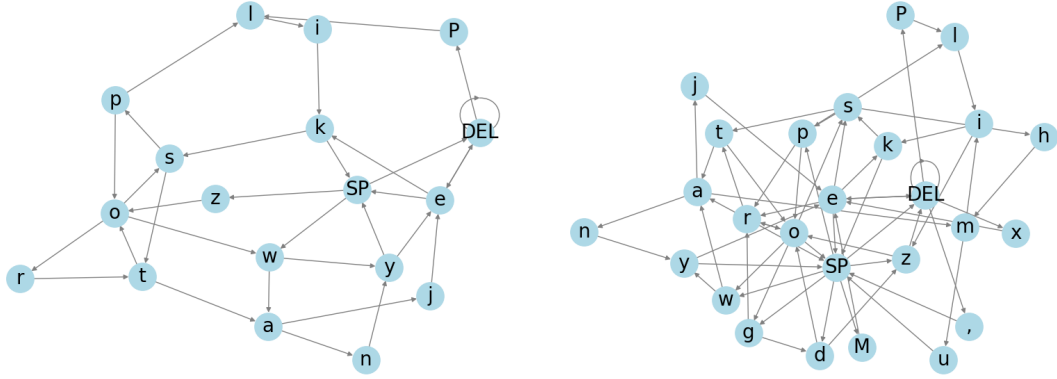 l i P
p k DEL
s SP e
z o
w y
r t j
a n
P l
j s i
t p k h
a e DEL
n r o m x
y SP z
w ,
g d M u